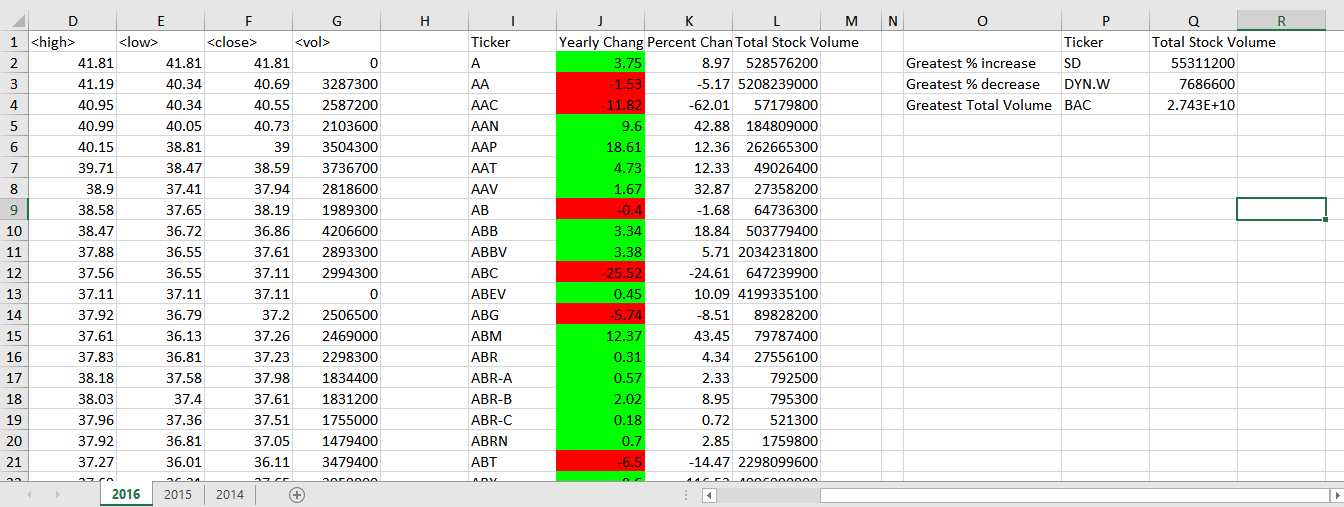 D E F G H I J K L M N O P Q R
1 <high> <low> <close> <vol> Ticker Yearly Chang Percent Chan Total Stock Volume Ticker Total Stock Volume
2 41.81 41.81 41.81 0 A 3.75 8.97 528576200 Greatest % increase SD 55311200
3 41.19 40.34 40.69 3287300 AA -1.53 -5.17 5208239000 Greatest % decrease DYN.W 7686600
4 40.95 40.34 40.55 2587200 AAC -11.82 -62.01 57179800 Greatest Total Volume BAC 2.743E+10
5 40.99 40.05 40.73 2103600 AAN 9.6 42.88 184809000
6 40.15 38.81 39 3504300 AAP 18.61 12.36 262665300
7 39.71 38.47 38.59 3736700 AAT 4.73 12.33 49026400
8 38.9 37.41 37.94 2818600 AAV 1.67 32.87 27358200
9 38.58 37.65 38.19 1989300 AB -0.4 -1.68 64736300
10 38.47 36.72 36.86 4206600 ABB 3.34 18.84 503779400
11 37.88 36.55 37.61 2893300 ABBV 3.38 5.71 2034231800
12 37.56 36.55 37.11 2994300 ABC -25.52 -24.61 647239900
13 37.11 37.11 37.11 0 ABEV 0.45 10.09 4199335100
14 37.92 36.79 37.2 2506500 ABG -5.74 -8.51 89828200
15 37.61 36.13 37.26 2469000 ABM 12.37 43.45 79787400
16 37.83 36.81 37.23 2298300 ABR 0.31 4.34 27556100
17 38.18 37.58 37.98 1834400 ABR-A 0.57 2.33 792500
18 38.03 37.4 37.61 1831200 ABR-B 2.02 8.95 795300
19 37.96 37.36 37.51 1755000 ABR-C 0.18 0.72 521300
20 37.92 36.81 37.05 1479400 ABRN 0.7 2.85 1759800
21 37.27 36.01 36.11 3479400 ABT -6.5 -14.47 2298099600
2016 2015 2014